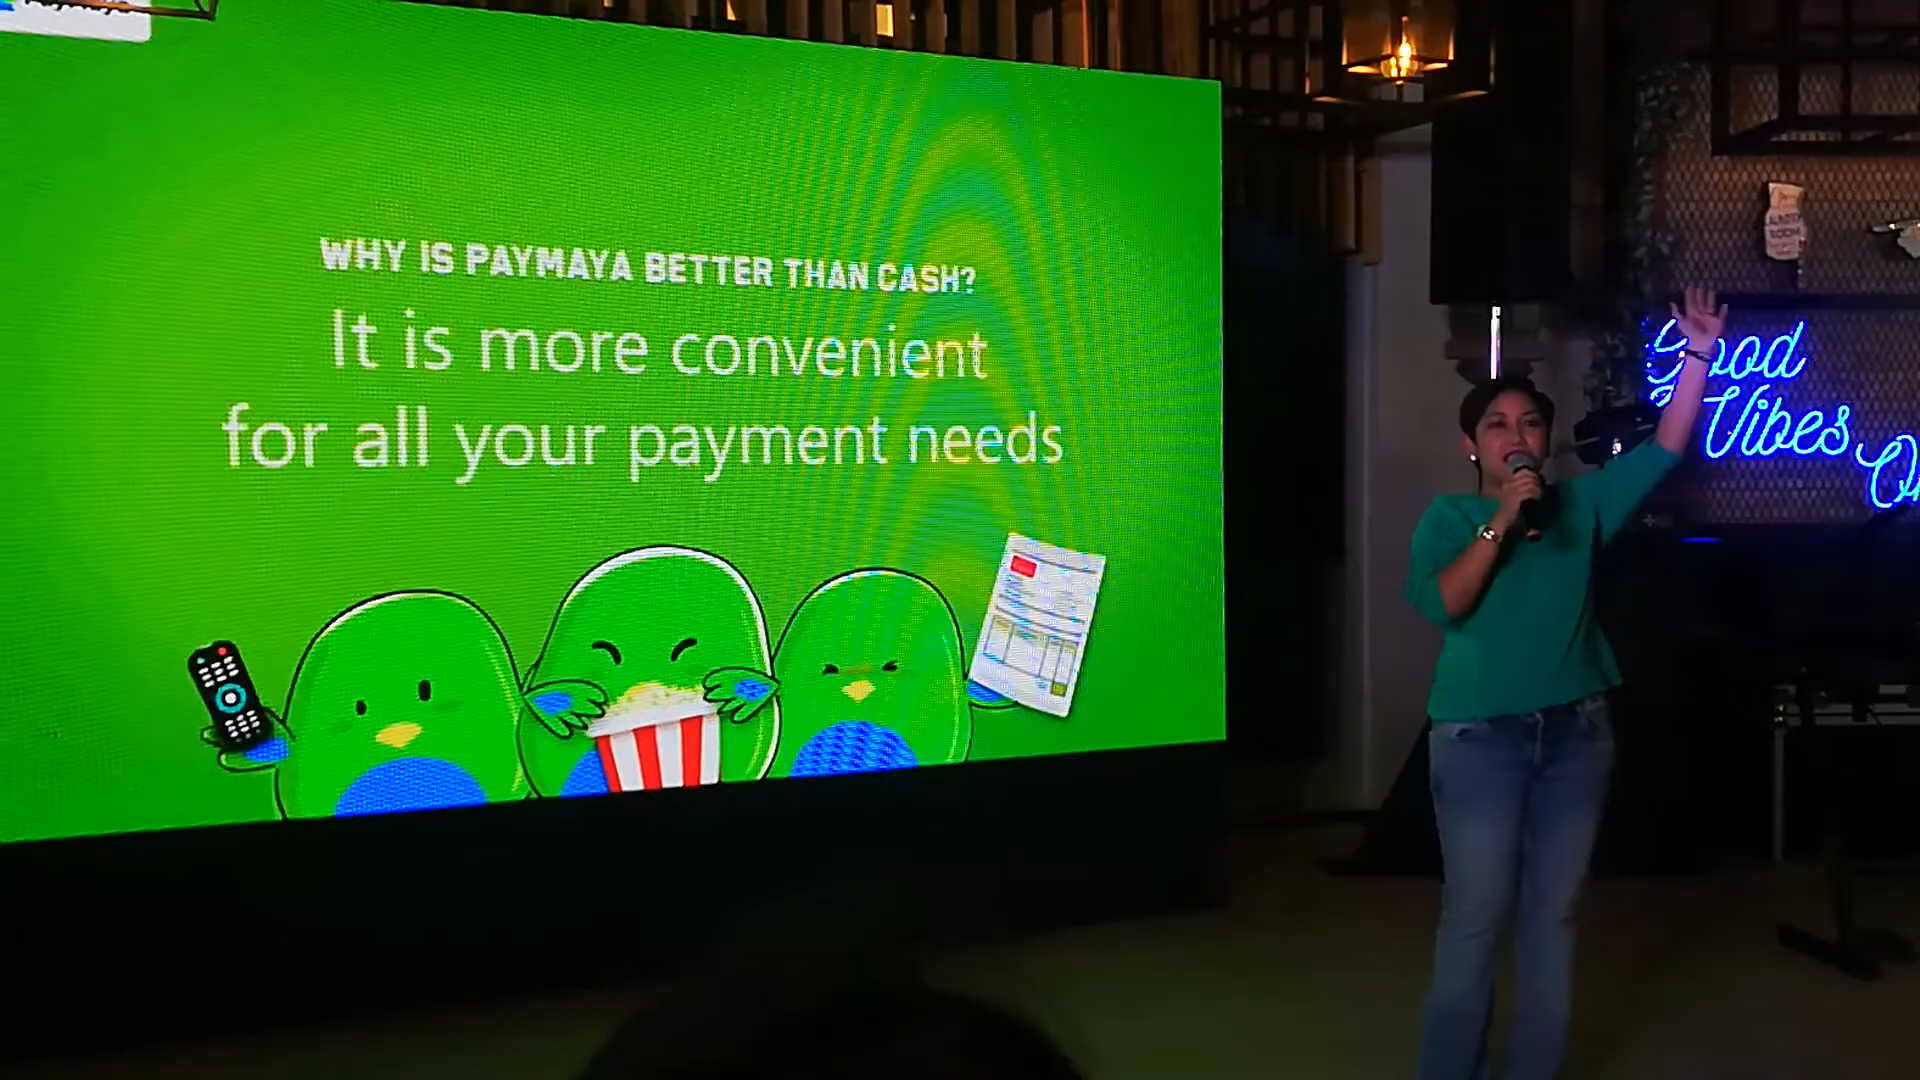 WHY IS PAYMAYA BETTER THAN CASH?
It is more convenient
for all your payment needs
Good
Vibes